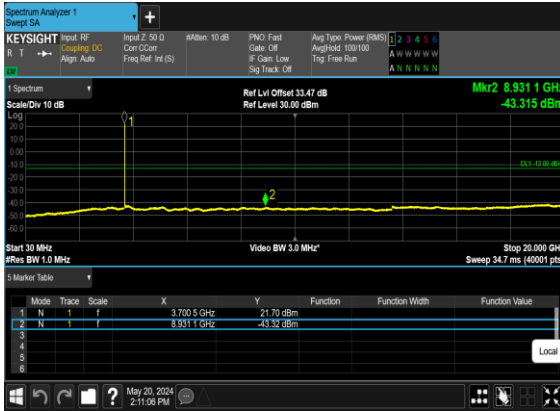 Spectrum Analyzer 1
Swept SA
+
KEYSIGHT
R T
LV
Input: RF
Coupling: DC
Align: Auto
Input Z: 50 Ω
Corr CCorr
Freq Ref: Int (S)
#Atten: 10 dB
PNO: Fast
Gate: Off
IF Gain: Low
Sig Track: Off
Avg Type: Power (RMS)
Avg|Hold: 100/100
Trig: Free Run
1 2 3 4 5 6
A W W W W W
A N N N N N
1 Spectrum
Scale/Div 10 dB
Log
Ref Lvl Offset 33.47 dB
Ref Level 30.00 dBm
Mkr2 8.931 1 GHz
-43.315 dBm
20.0
10.0
0.00
-10.0
-20.0
-30.0
-40.0
-50.0
-60.0
1
2
DL1 -13.00 dBm
Start 30 MHz
#Res BW 1.0 MHz
Video BW 3.0 MHz*
Stop 20.000 GH
Sweep 34.7 ms (40001 pts
5 Marker Table
Mode Trace Scale X Y Function Function Width Function Value
1 N 1 f 3.700 5 GHz 21.70 dBm
2 N 1 f 8.931 1 GHz -43.32 dBm
3
4
5
6
Local
?
May 20, 2024
2:11:06 PM